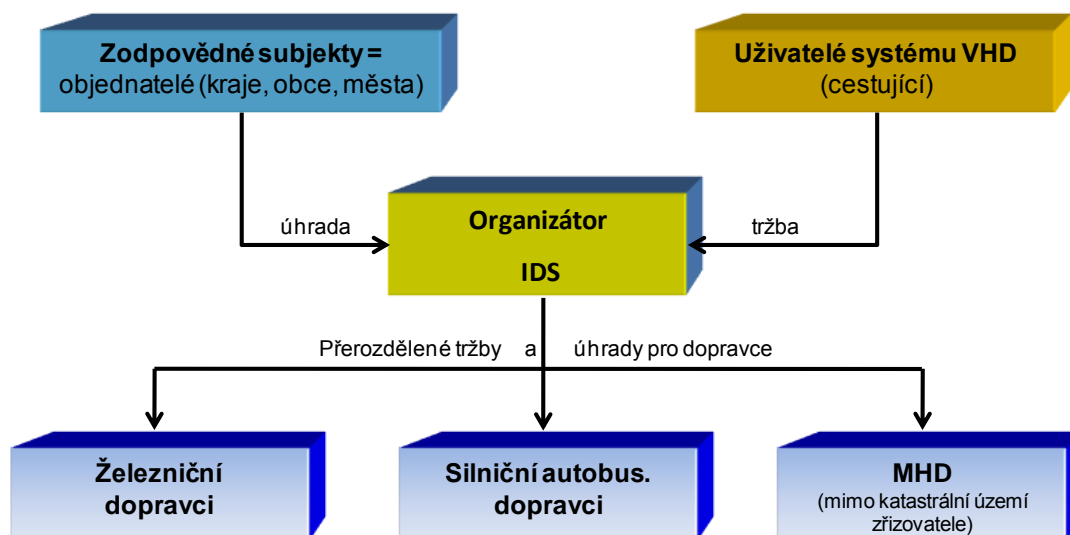 Zodpovědné subjekty =
objednatelé (kraje, obce, města)
Uživatelé systému VHD
(cestující)
úhrada
Organizátor
IDS
tržba
Přerozdělené tržby a úhrady pro dopravce
Železniční
dopravci
Silniční autobus.
dopravci
MHD
(mimo katastrální území
zřizovatele)